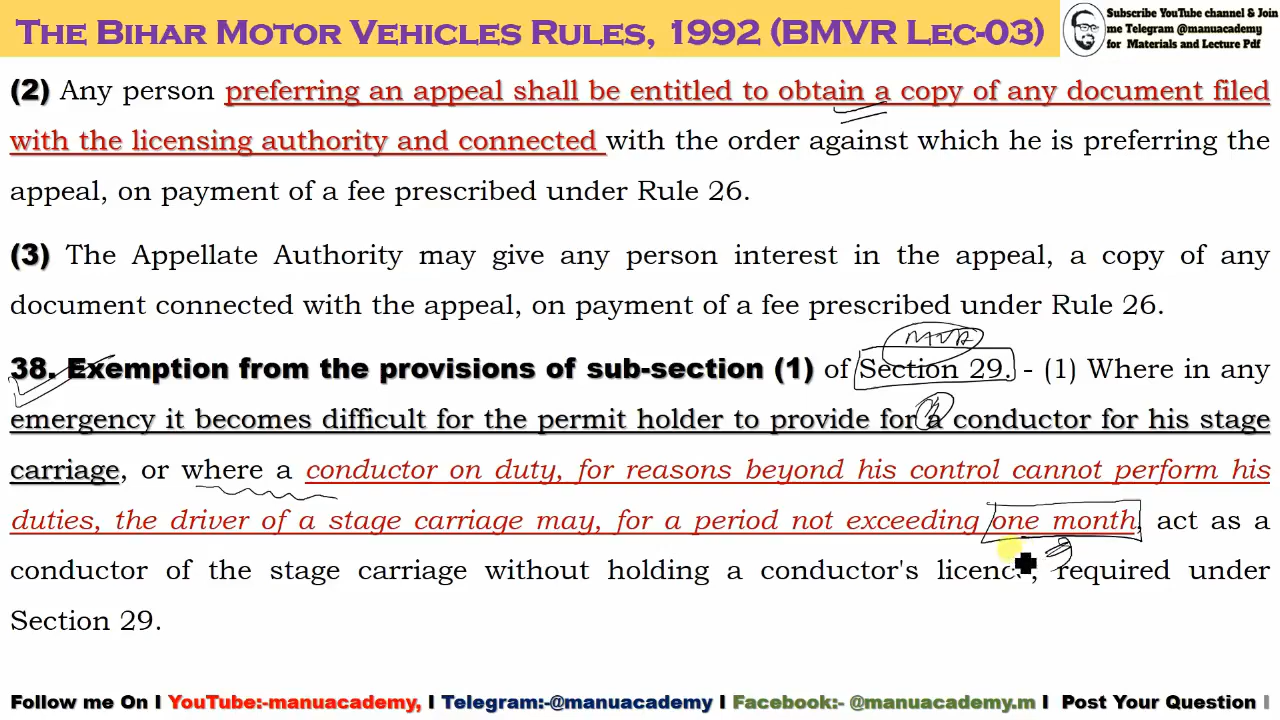 THE BIHAR MOTOR VEHICLES RULES, 1992 (BMVR LEC-03)
Subscribe YouTube channel & Join
me Telegram @manuacademy
for Materials and Lecture Pdf
(2) Any person preferring an appeal shall be entitled to obtain a copy of any document filed
with the licensing authority and connected with the order against which he is preferring the
appeal, on payment of a fee prescribed under Rule 26.
(3) The Appellate Authority may give any person interest in the appeal, a copy of any
document connected with the appeal, on payment of a fee prescribed under Rule 26.
MVA
38. Exemption from the provisions of sub-section (1) of Section 29. - (1) Where in any
emergency it becomes difficult for the permit holder to provide for a conductor for his stage
carriage, or where a conductor on duty, for reasons beyond his control cannot perform his
duties, the driver of a stage carriage may, for a period not exceeding one month, act as a
conductor of the stage carriage without holding a conductor's licence, required under
Section 29.
Follow me On I YouTube:-manuacademy, I Telegram:-@manuacademy I Facebook:- @manuacademy.m I Post Your Question I